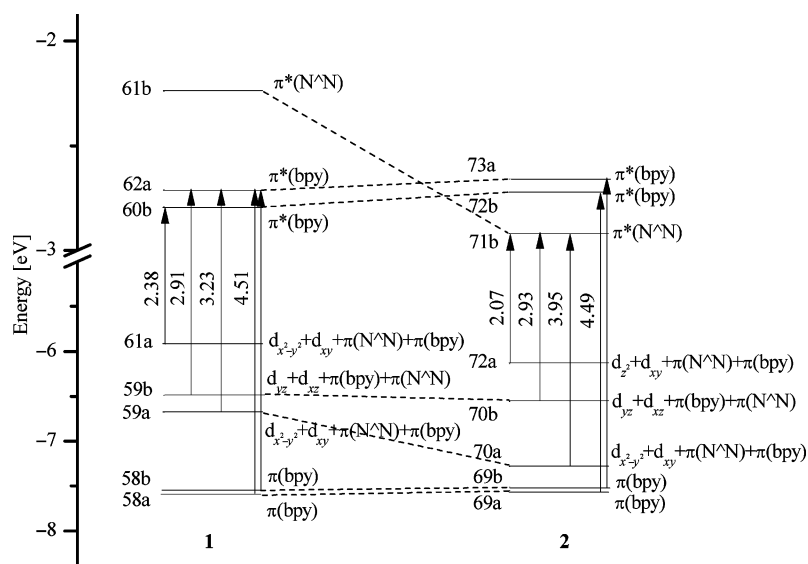 Energy [eV]
−2
−3
−6
−7
−8
61b
π*(N^N)
62a
π*(bpy)
60b
π*(bpy)
2.38
2.91
3.23
4.51
61a
d_{x²−y²}+d_{xy}+π(N^N)+π(bpy)
59b
d_{yz}+d_{xz}+π(bpy)+π(N^N)
59a
d_{x²−y²}+d_{xy}+π(N^N)+π(bpy)
58b
π(bpy)
58a
π(bpy)
1
73a
π*(bpy)
72b
π*(bpy)
71b
π*(N^N)
2.07
2.93
3.95
4.49
72a
d_{z²}+d_{xy}+π(N^N)+π(bpy)
70b
d_{yz}+d_{xz}+π(bpy)+π(N^N)
70a
d_{x²−y²}+d_{xy}+π(N^N)+π(bpy)
69b
π(bpy)
69a
π(bpy)
2